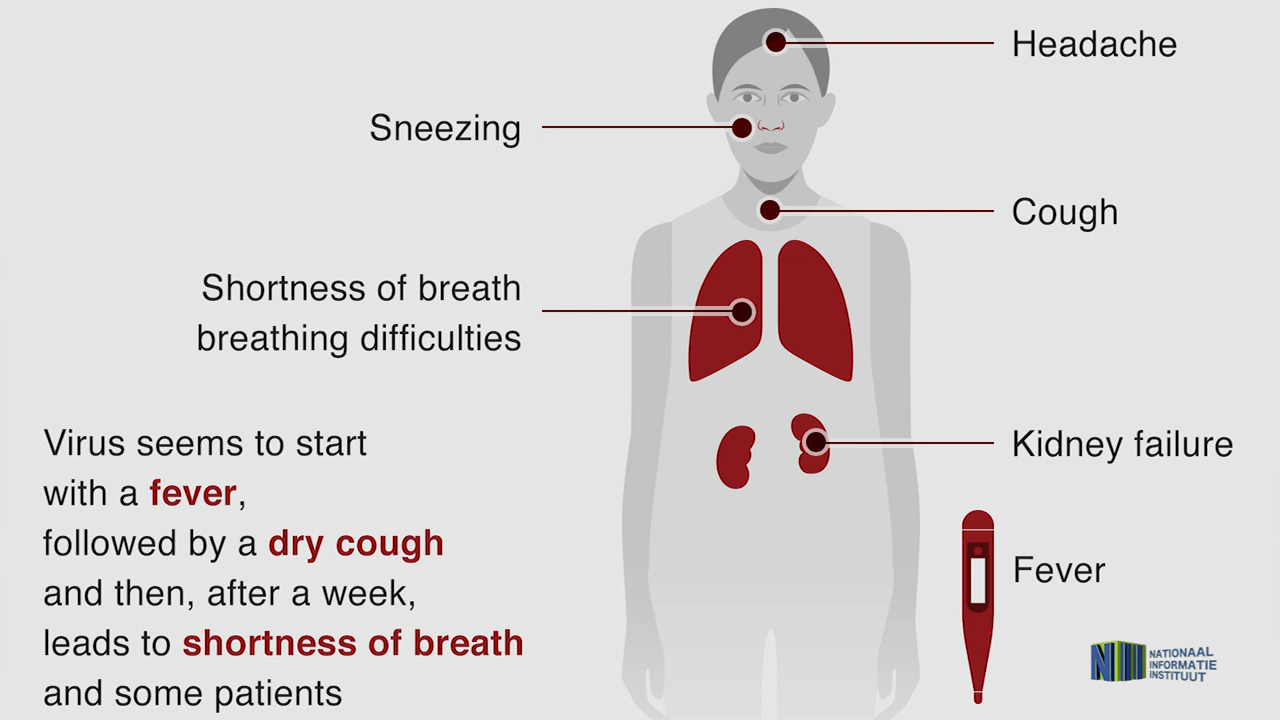 Headache
Sneezing
Cough
Shortness of breath
breathing difficulties
Virus seems to start
with a fever,
followed by a dry cough
and then, after a week,
leads to shortness of breath
and some patients
Kidney failure
Fever
NATIONAAL
INFORMATIE
INSTITUUT